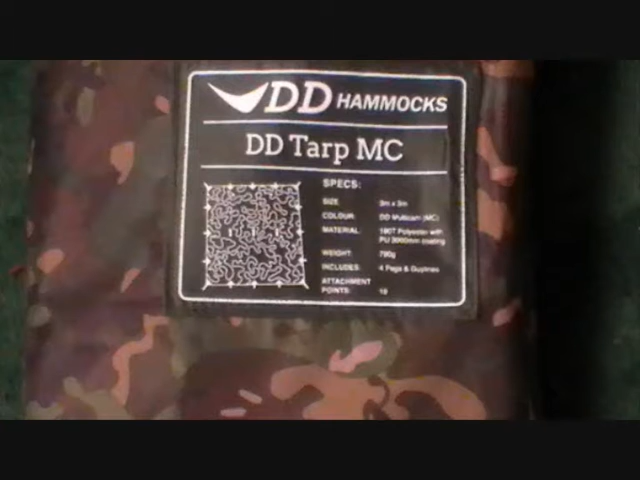 DD HAMMOCKS
DD Tarp MC
SPECS:
SIZE 3m x 3m
COLOUR: DD Multicam (MC)
MATERIAL: 190T Polyester with
PU 3000mm coating
WEIGHT: 790g
INCLUDES: 4 Pegs & Guylines
ATTACHMENT
POINTS: 19